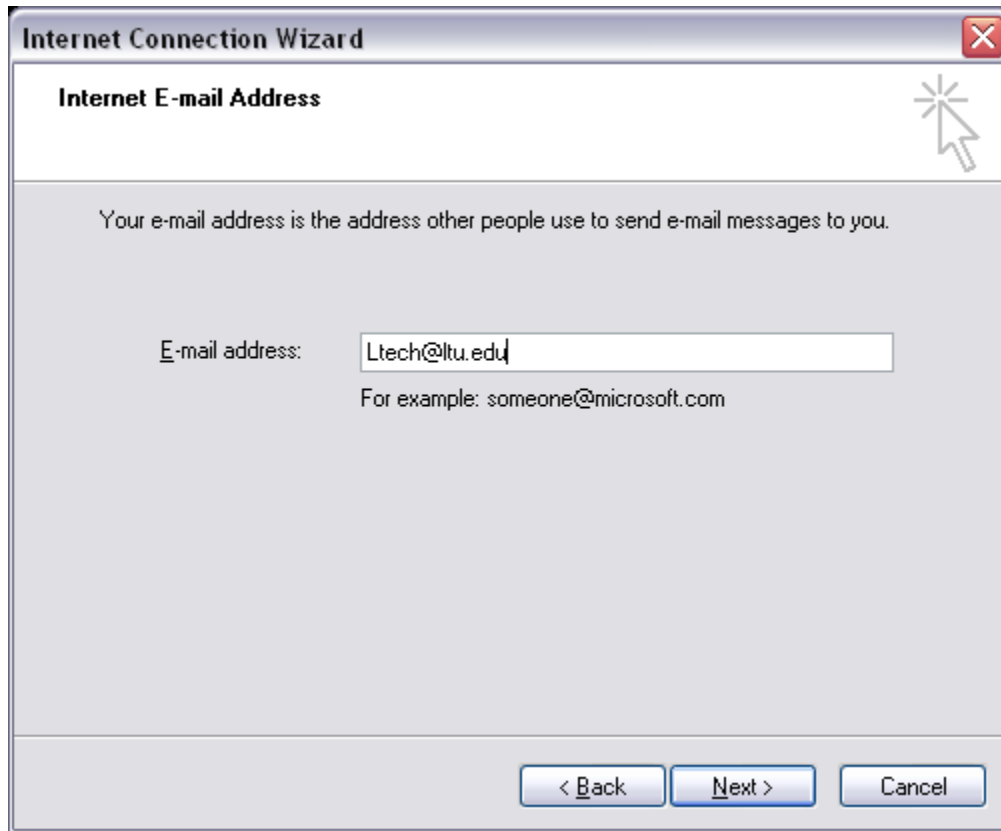 Internet Connection Wizard
Internet E-mail Address
Your e-mail address is the address other people use to send e-mail messages to you.
E-mail address: Ltech@ltu.edu
For example: someone@microsoft.com
< Back Next > Cancel